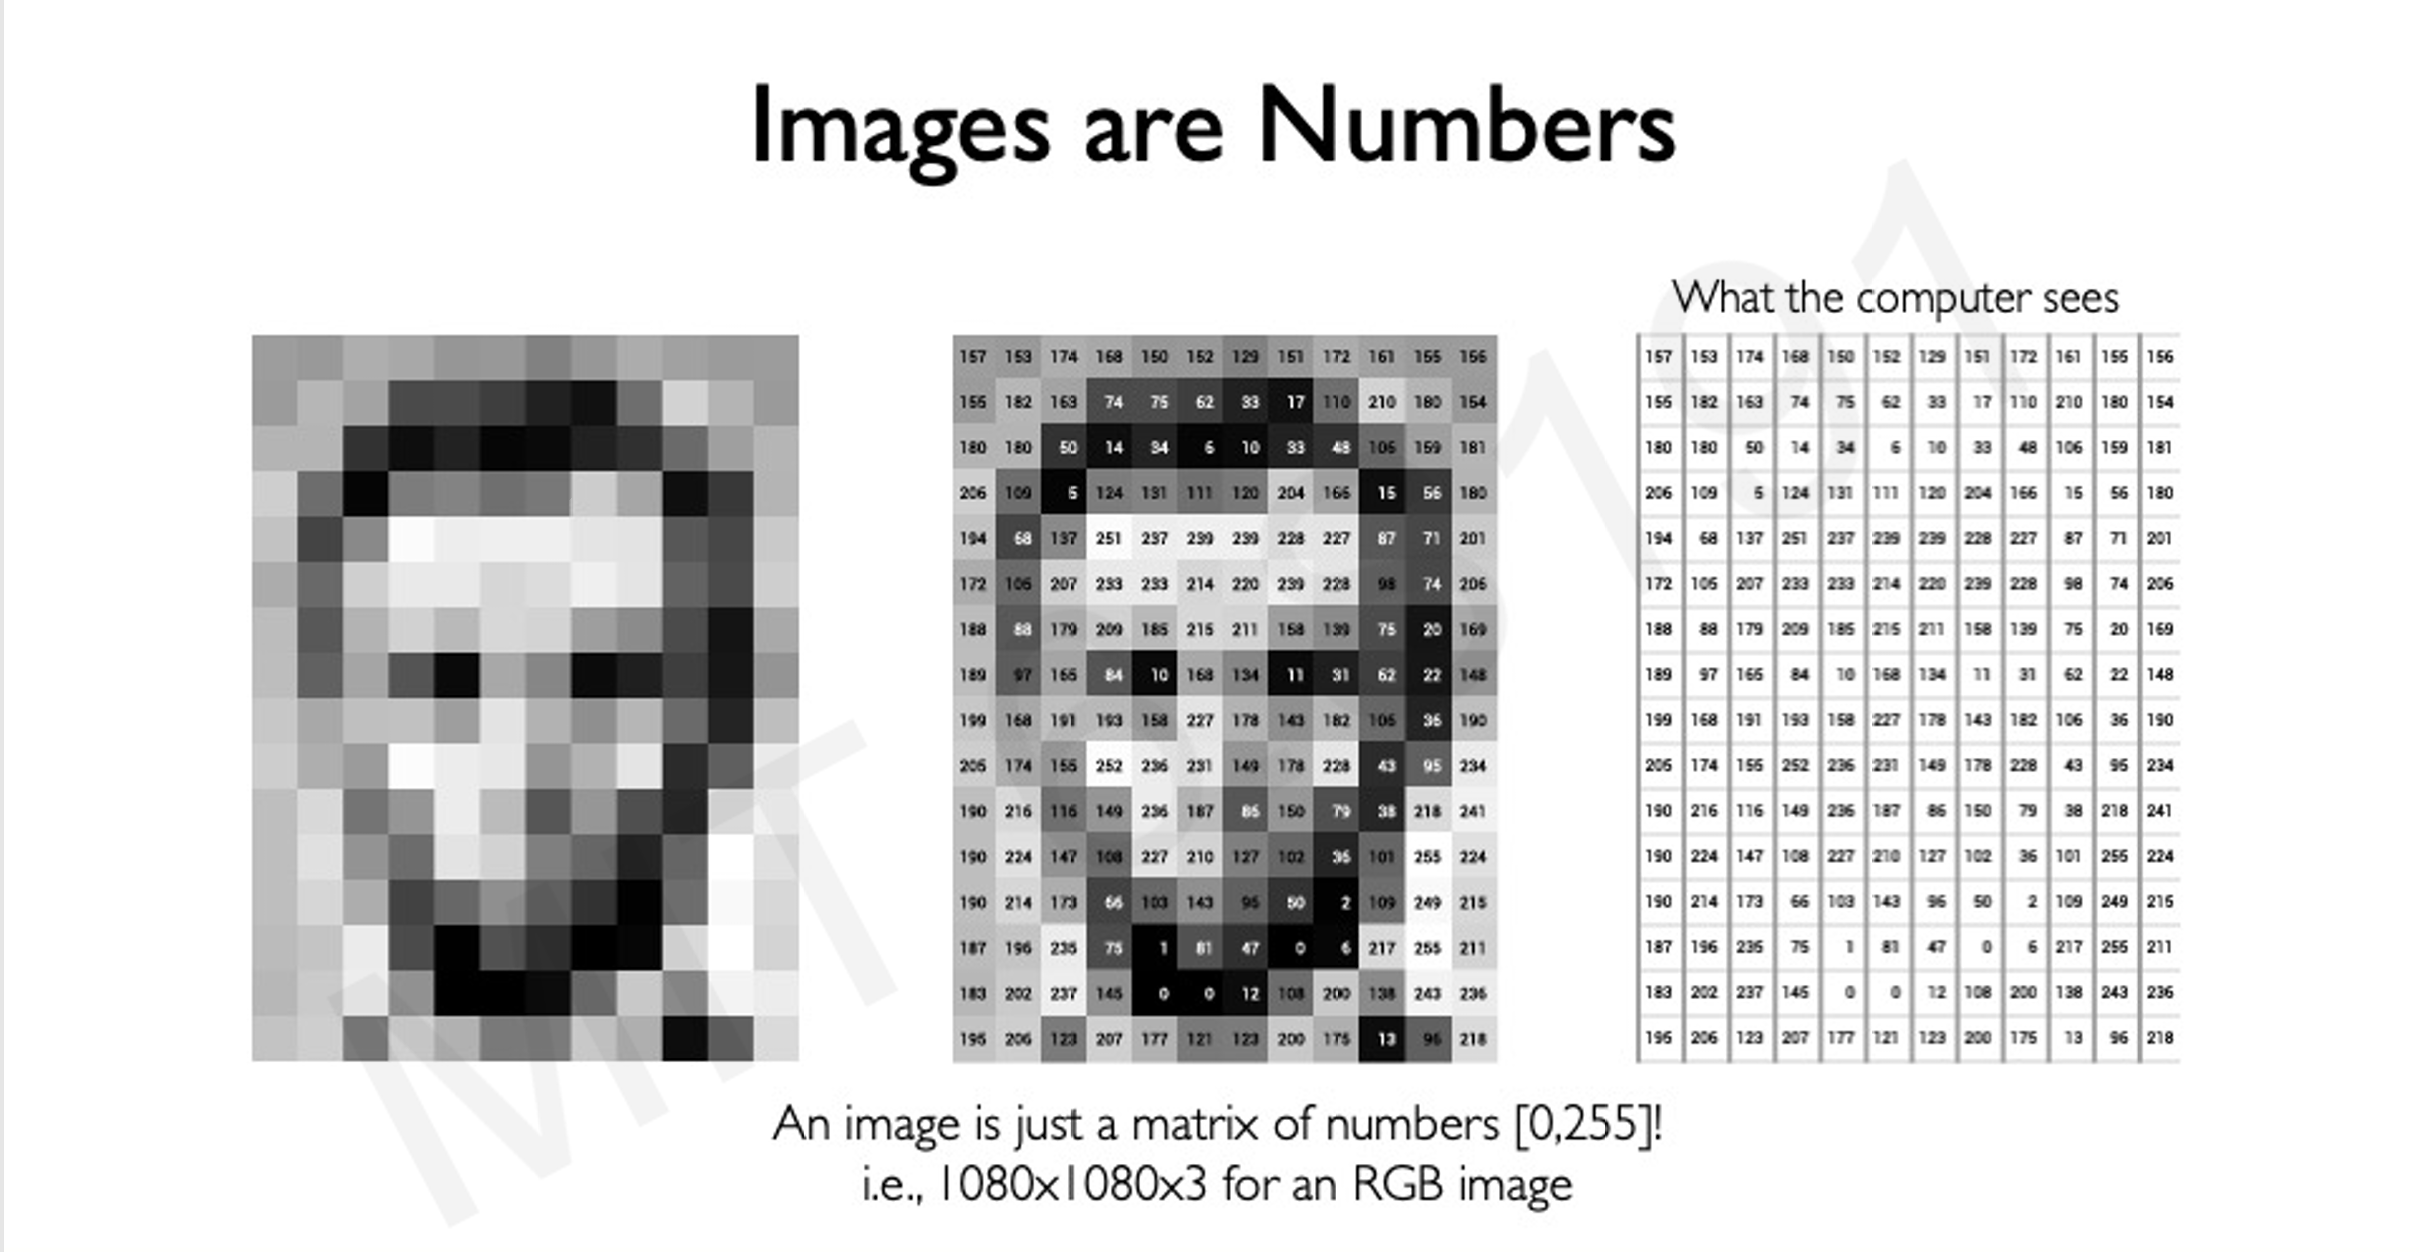 Images are Numbers
What the computer sees
157 153 174 168 150 152 129 151 172 161 155 156
155 182 163 74 75 62 33 17 110 210 180 154
180 180 50 14 34 6 10 33 48 106 159 181
206 109 5 124 131 111 120 204 166 15 56 180
194 68 137 251 237 239 239 228 227 87 71 201
172 105 207 233 233 214 220 239 228 98 74 206
188 88 179 209 185 215 211 158 139 75 20 169
189 97 165 84 10 168 134 11 31 62 22 148
199 168 191 193 158 227 178 143 182 106 36 190
205 174 155 252 236 231 149 178 228 43 95 234
190 216 116 149 236 187 86 150 79 38 218 241
190 224 147 108 227 210 127 102 36 101 255 224
190 214 173 66 103 143 96 50 2 109 249 215
187 196 235 75 1 81 47 0 6 217 255 211
183 202 237 145 0 0 12 108 200 138 243 236
195 206 123 207 177 121 123 200 175 13 96 218
157 153 174 168 150 152 129 151 172 161 155 156
155 182 163 74 75 62 33 17 110 210 180 154
180 180 50 14 34 6 10 33 48 106 159 181
206 109 5 124 131 111 120 204 166 15 56 180
194 68 137 251 237 239 239 228 227 87 71 201
172 105 207 233 233 214 220 239 228 98 74 206
188 88 179 209 185 215 211 158 139 75 20 169
189 97 165 84 10 168 134 11 31 62 22 148
199 168 191 193 158 227 178 143 182 106 36 190
205 174 155 252 236 231 149 178 228 43 95 234
190 216 116 149 236 187 86 150 79 38 218 241
190 224 147 108 227 210 127 102 36 101 255 224
190 214 173 66 103 143 96 50 2 109 249 215
187 196 235 75 1 81 47 0 6 217 255 211
183 202 237 145 0 0 12 108 200 138 243 236
195 206 123 207 177 121 123 200 175 13 96 218
An image is just a matrix of numbers [0,255]!
i.e., 1080x1080x3 for an RGB image
MIT 6.S191